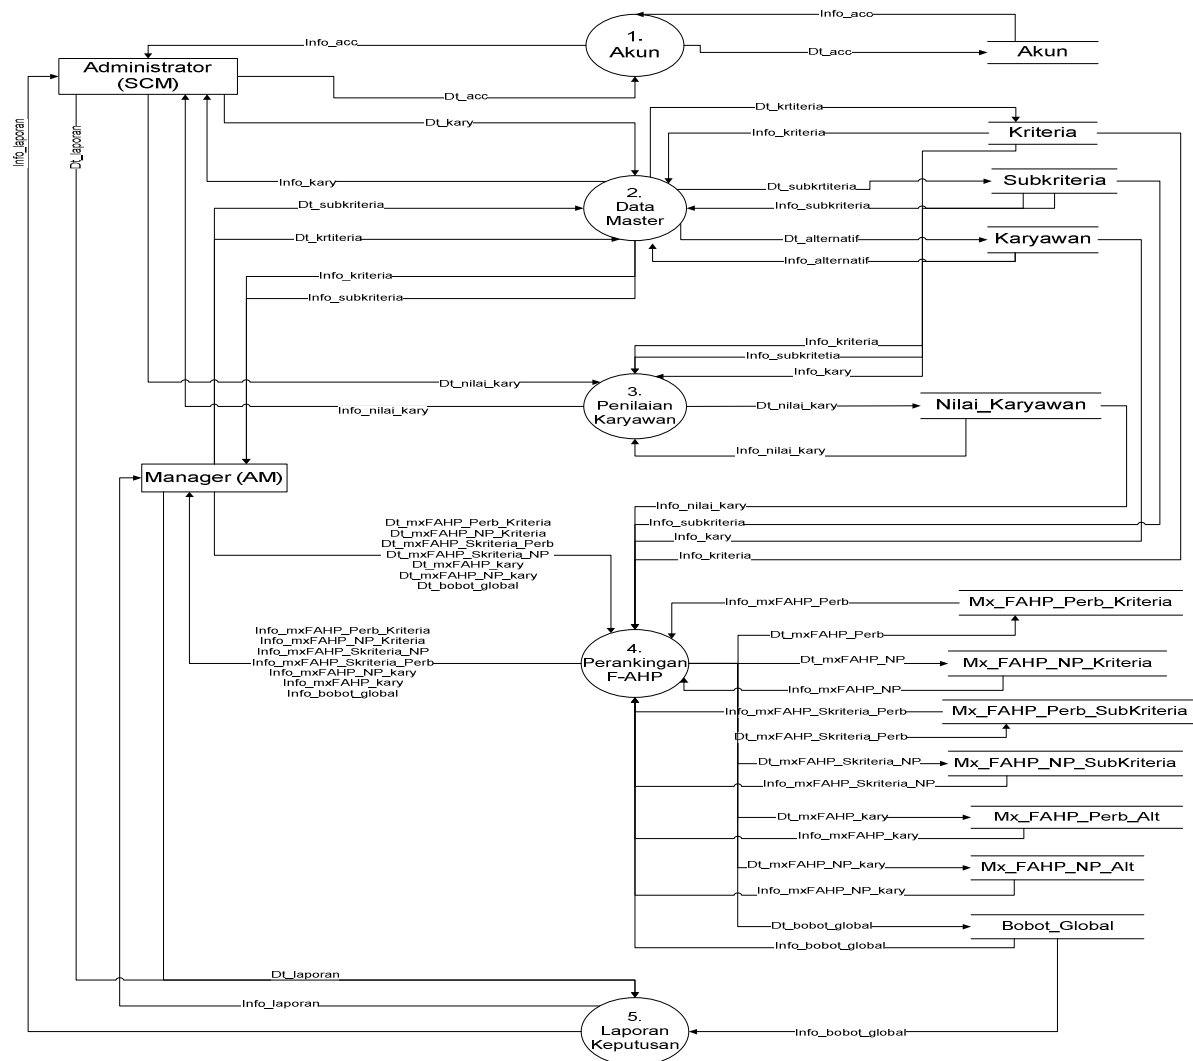 Info_acc
Info_acc
1.
Akun
Dt_acc
Akun
Administrator
(SCM)
Dt_acc
Info_laporan
Dt_laporan
Dt_kary
Dt_krtiteria
Info_kriteria
Kriteria
Info_kary
2.
Data
Master
Dt_subkrtiteria
Subkriteria
Dt_subkriteria
Info_subkriteria
Dt_krtiteria
Dt_alternatif
Karyawan
Info_alternatif
Info_kriteria
Info_subkriteria
Info_kriteria
Info_subkritetia
Info_kary
Dt_nilai_kary
3.
Penilaian
Karyawan
Info_nilai_kary
Dt_nilai_kary
Nilai_Karyawan
Info_nilai_kary
Manager (AM)
Info_nilai_kary
Info_subkriteria
Info_kary
Info_kriteria
Dt_mxFAHP_Perb_Kriteria
Dt_mxFAHP_NP_Kriteria
Dt_mxFAHP_Skriteria_Perb
Dt_mxFAHP_Skriteria_NP
Dt_mxFAHP_kary
Dt_mxFAHP_NP_kary
Dt_bobot_global
Info_mxFAHP_Perb
Mx_FAHP_Perb_Kriteria
Info_mxFAHP_Perb_Kriteria
Info_mxFAHP_NP_Kriteria
Info_mxFAHP_Skriteria_NP
Info_mxFAHP_Skriteria_Perb
Info_mxFAHP_NP_kary
Info_mxFAHP_kary
Info_bobot_global
4.
Perankingan
F-AHP
Dt_mxFAHP_Perb
Dt_mxFAHP_NP
Mx_FAHP_NP_Kriteria
Info_mxFAHP_NP
Info_mxFAHP_Skriteria_Perb
Mx_FAHP_Perb_SubKriteria
Dt_mxFAHP_Skriteria_Perb
Dt_mxFAHP_Skriteria_NP
Mx_FAHP_NP_SubKriteria
Info_mxFAHP_Skriteria_NP
Dt_mxFAHP_kary
Mx_FAHP_Perb_Alt
Info_mxFAHP_kary
Dt_mxFAHP_NP_kary
Mx_FAHP_NP_Alt
Info_mxFAHP_NP_kary
Dt_bobot_global
Bobot_Global
Info_bobot_global
Dt_laporan
Info_laporan
5.
Laporan
Keputusan
Info_bobot_global